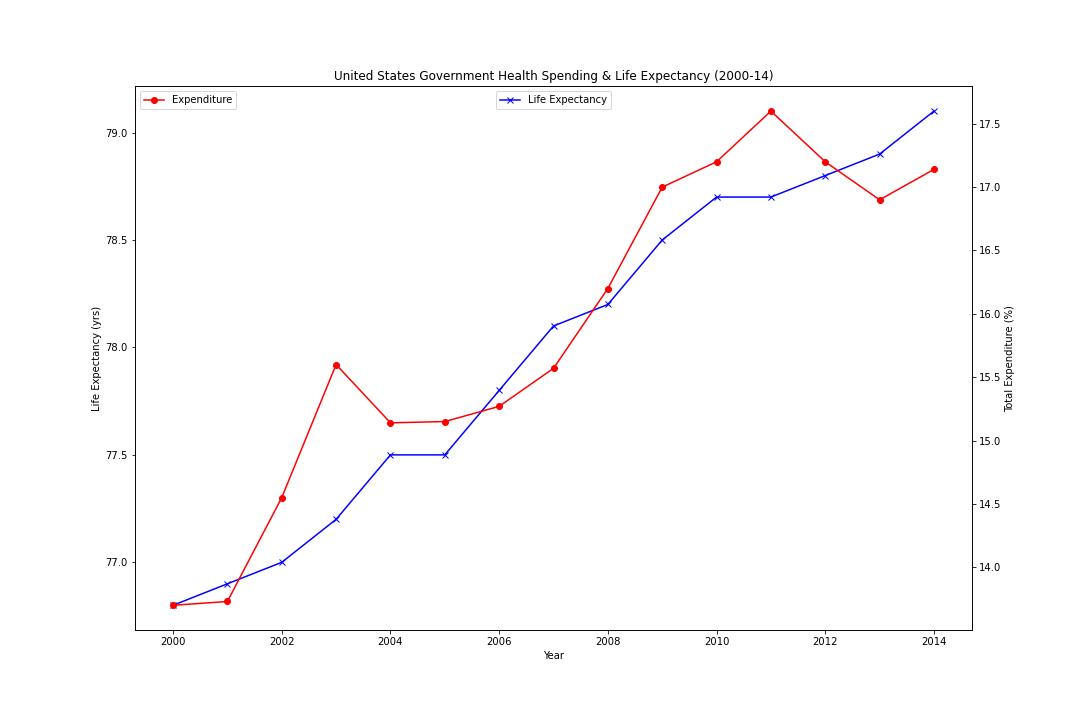 United States Government Health Spending & Life Expectancy (2000-14)
Expenditure
Life Expectancy
Life Expectancy (yrs)
79.0
78.5
78.0
77.5
77.0
17.5
17.0
16.5
16.0
15.5
15.0
14.5
14.0
Total Expenditure (%)
2000 2002 2004 2006 2008 2010 2012 2014
Year